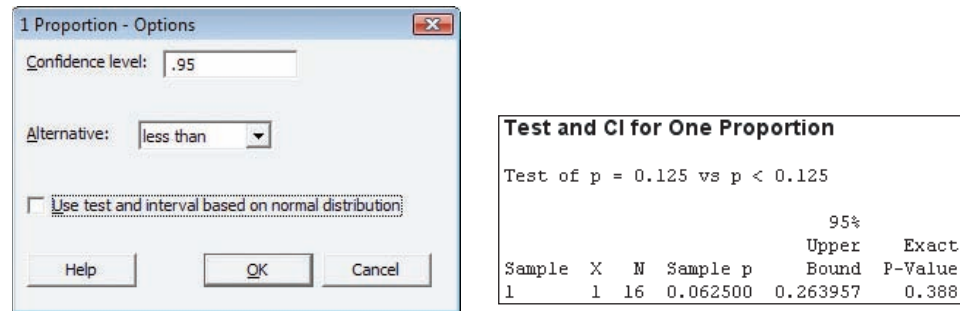 1 Proportion - Options
Confidence level: .95
Alternative: less than
Use test and interval based on normal distribution
Help OK Cancel
Test and CI for One Proportion
Test of p = 0.125 vs p < 0.125
95%
Upper Exact
Sample X N Sample p Bound P-Value
1 1 16 0.062500 0.263957 0.388